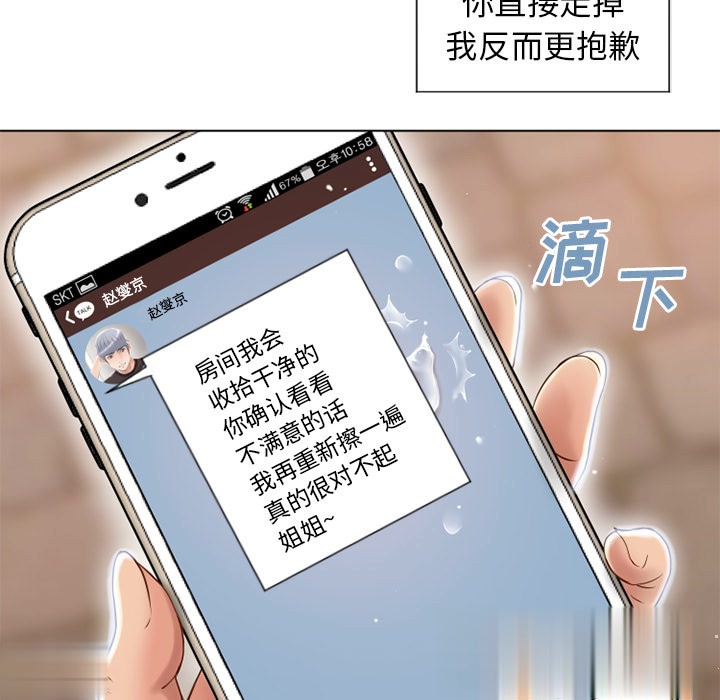 你直接走掉
我反而更抱歉
SKT
67%
오후10:58
TALK
赵燮京
赵燮京
房间我会
收拾干净的
你确认看看
不满意的话
我再重新擦一遍
真的很对不起
姐姐~
滴下